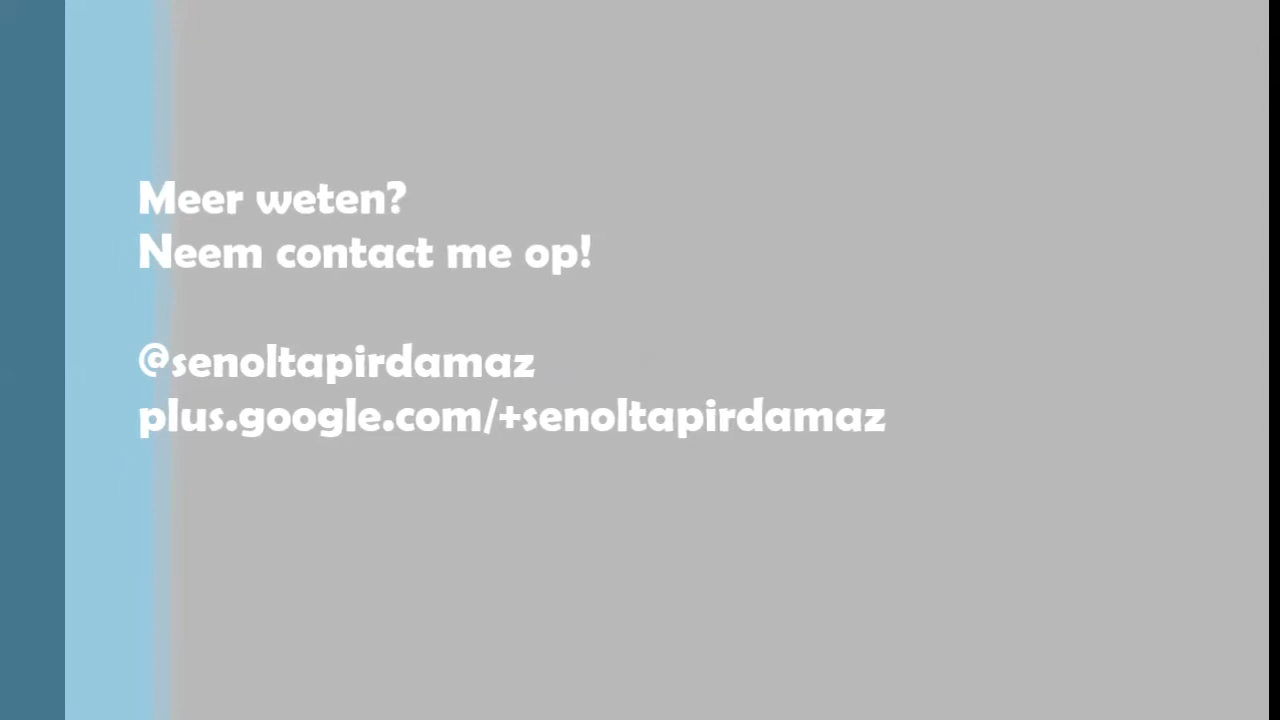 Meer weten?
Neem contact me op!
@senoltapirdamaz
plus.google.com/+senoltapirdamaz